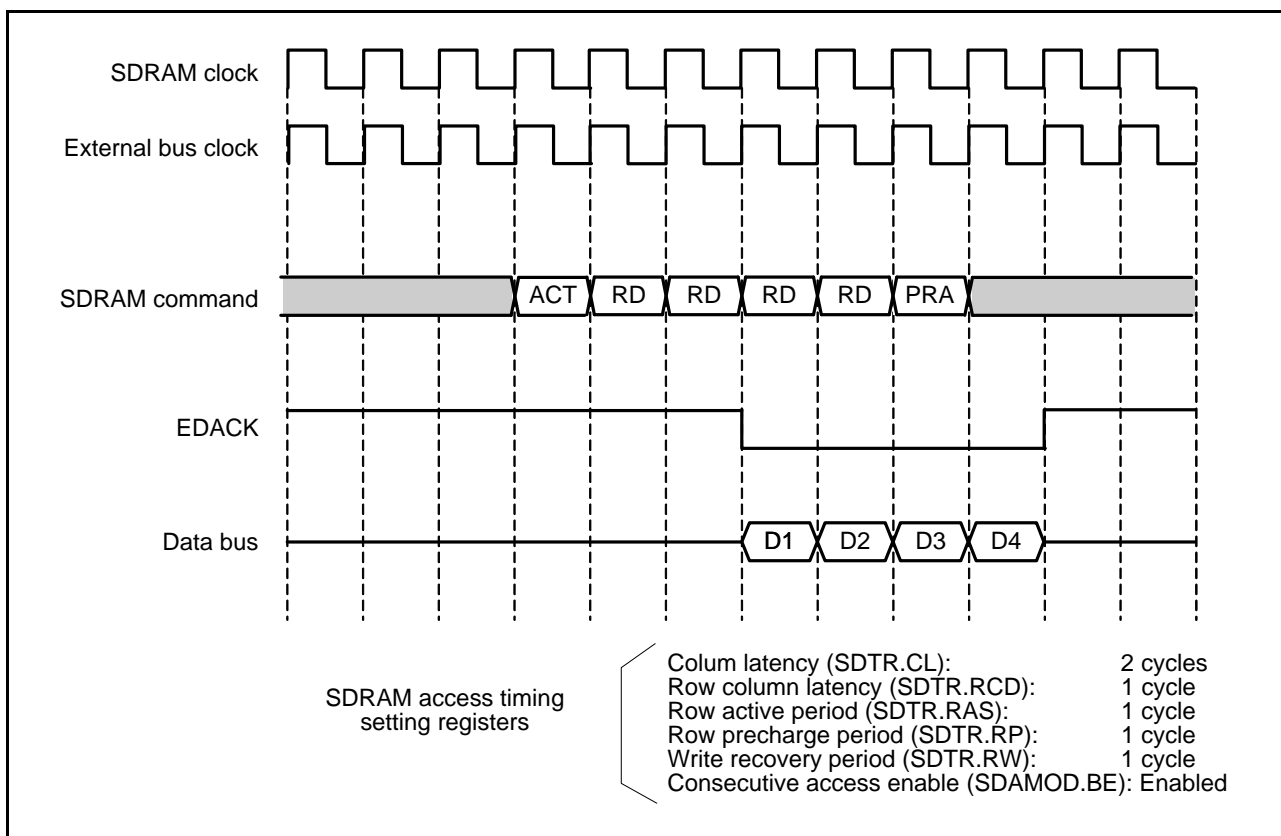 SDRAM clock
External bus clock
SDRAM command
ACT RD RD RD RD PRA
EDACK
Data bus
D1 D2 D3 D4
SDRAM access timing
setting registers
Colum latency (SDTR.CL): 2 cycles
Row column latency (SDTR.RCD): 1 cycle
Row active period (SDTR.RAS): 1 cycle
Row precharge period (SDTR.RP): 1 cycle
Write recovery period (SDTR.RW): 1 cycle
Consecutive access enable (SDAMOD.BE): Enabled